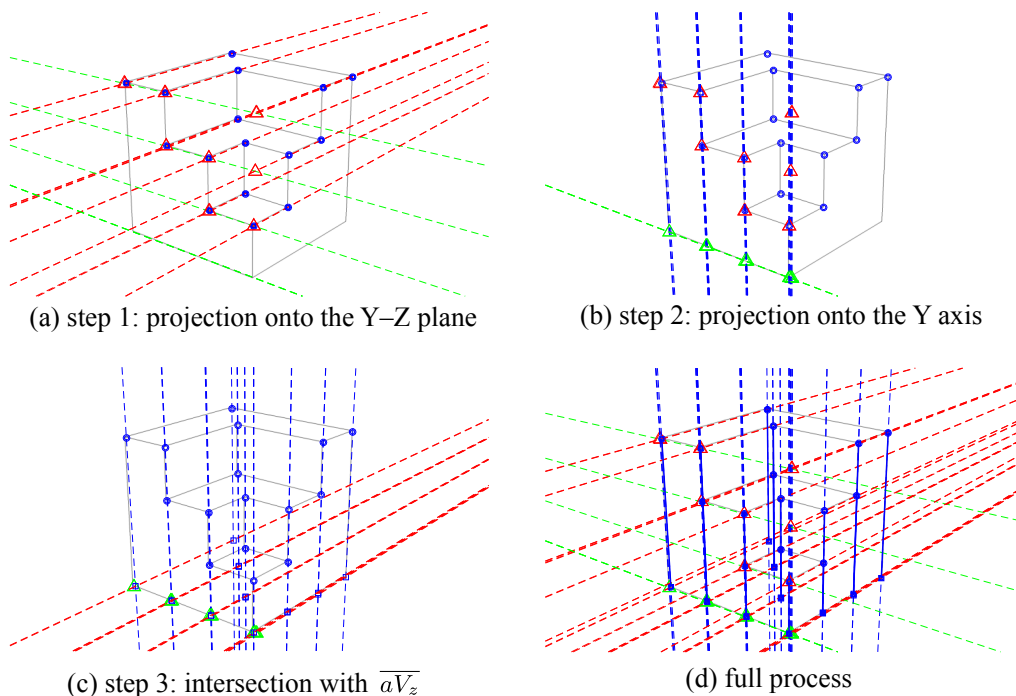 (a) step 1: projection onto the Y–Z plane
(b) step 2: projection onto the Y axis
(c) step 3: intersection with $\overline{aV_z}$
(d) full process